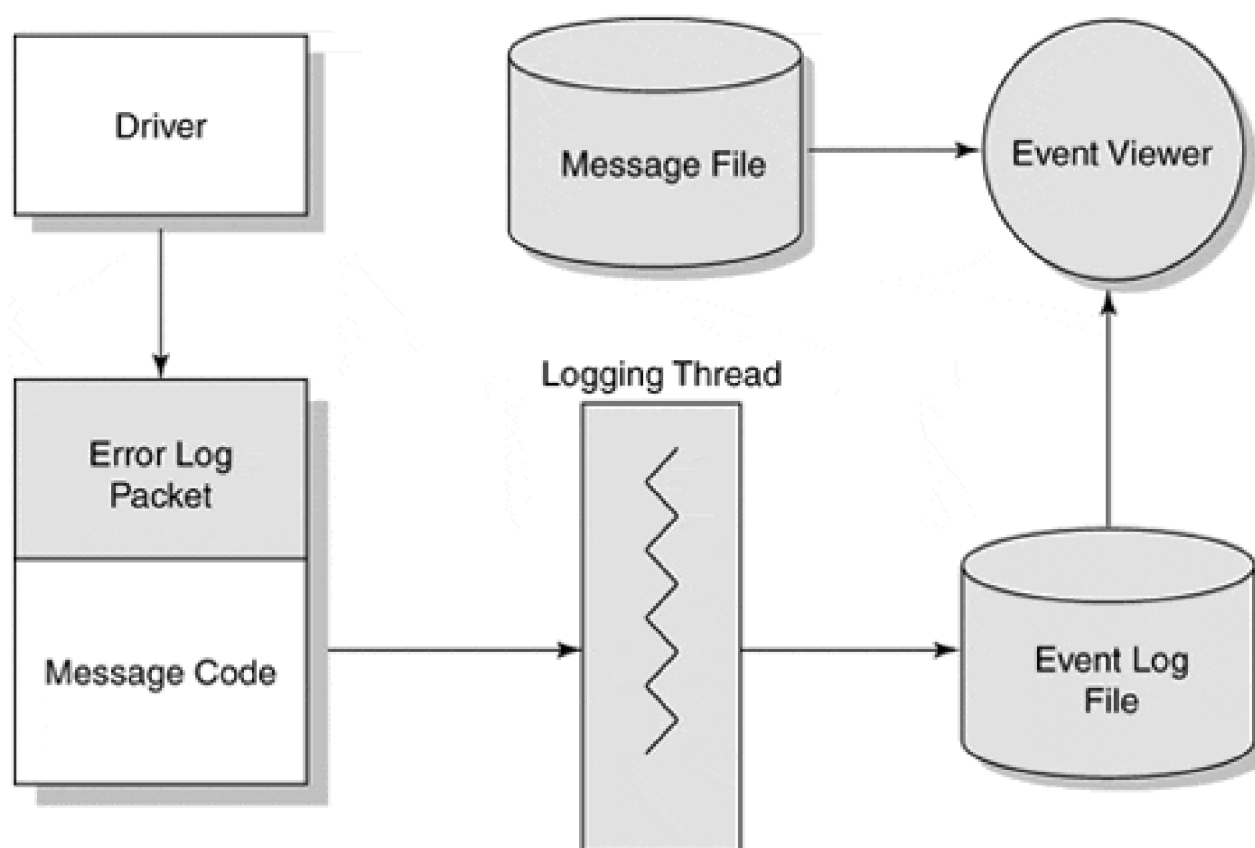 Driver
Message File
Event Viewer
Logging Thread
Error Log
Packet
Message Code
Event Log
File